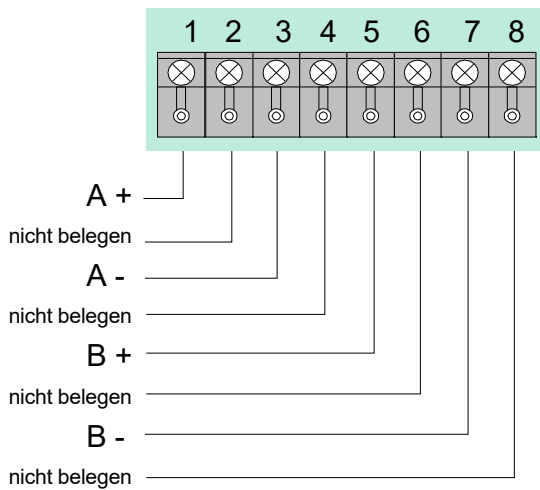 1 2 3 4 5 6 7 8
A +
nicht belegen
A -
nicht belegen
B +
nicht belegen
B -
nicht belegen